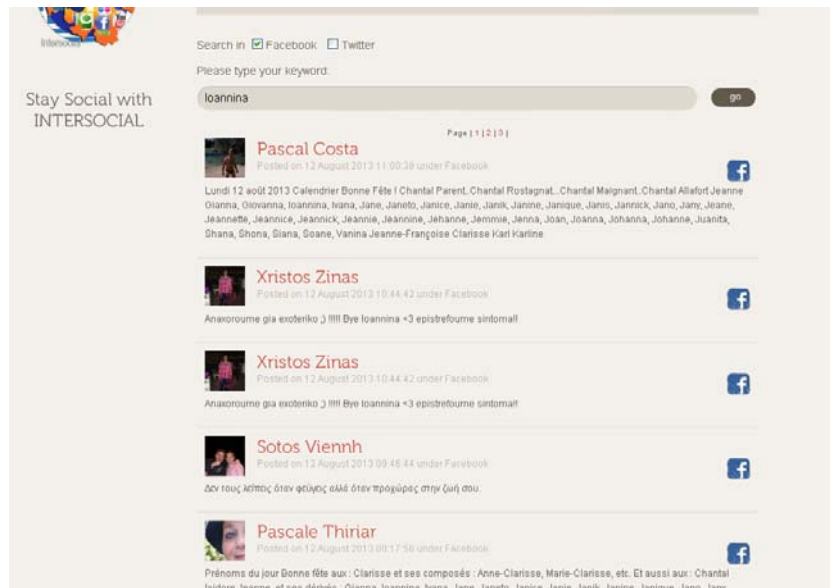 Intersocial
Search in Facebook Twitter
Please type your keyword:
Stay Social with
INTERSOCIAL
Ioannina
go
Page | 1 | 2 | 3 |
Pascal Costa
Posted on 12 August 2013 11:00:39 under Facebook
Lundi 12 août 2013 Calendrier Bonne Fête ! Chantal Parent..Chantal Rostagnat...Chantal Maignant..Chantal Allafort Jeanne
Gianna, Giovanna, Ioannina, Ivana, Jane, Janeto, Janice, Janie, Janik, Janine, Janique, Janis, Jannick, Jano, Jany, Jeane,
Jeannette, Jeannice, Jeannick, Jeannie, Jeannine, Jehanne, Jemmie, Jenna, Joan, Joanna, Johanna, Johanne, Juanita,
Shana, Shona, Siana, Soane, Vanina Jeanne-Françoise Clarisse Karl Karline
Xristos Zinas
Posted on 12 August 2013 10:44:42 under Facebook
Anaxoroume gia exoteriko ;) !!!!! Bye Ioannina <3 epistrefoume sintoma!!
Xristos Zinas
Posted on 12 August 2013 10:44:42 under Facebook
Anaxoroume gia exoteriko ;) !!!!! Bye Ioannina <3 epistrefoume sintoma!!
Sotos Viennh
Posted on 12 August 2013 09:46:44 under Facebook
Δεν τους λείπεις όταν φεύγεις αλλά όταν προχώρας στην ζωή σου.
Pascale Thiriar
Posted on 12 August 2013 09:17:56 under Facebook
Prénoms du jour Bonne fête aux : Clarisse et ses composés : Anne-Clarisse, Marie-Clarisse, etc. Et aussi aux : Chantal